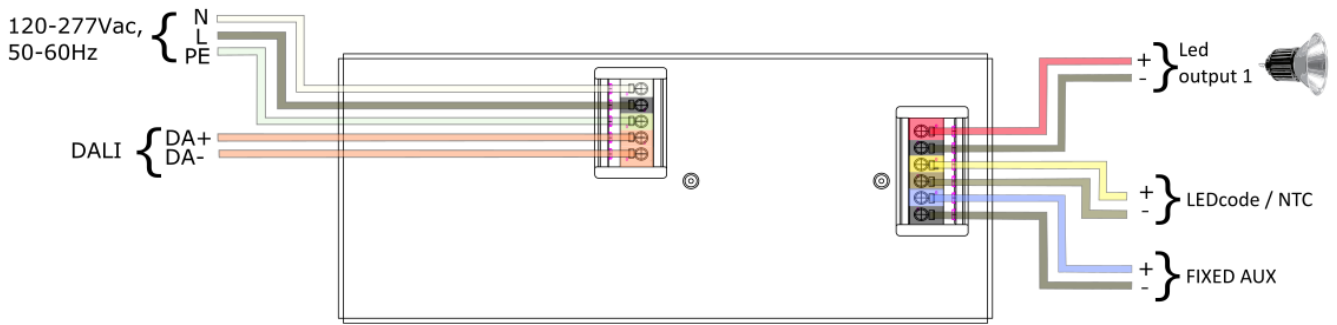 120-277Vac,
50-60Hz
N
L
PE
DALI
DA+
DA-
+
-
Led
output 1
+
-
LEDcode / NTC
+
-
FIXED AUX